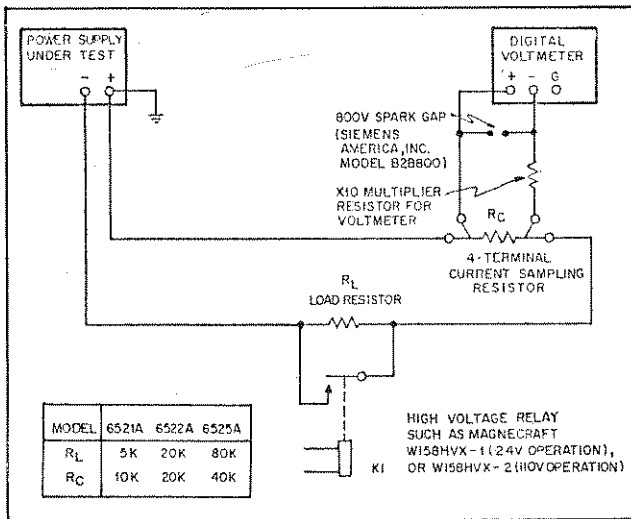 POWER SUPPLY
UNDER TEST
- +
DIGITAL
VOLTMETER
+ - G
800V SPARK GAP
(SIEMENS
AMERICA, INC.
MODEL B2B800)
X10 MULTIPLIER
RESISTOR FOR
VOLTMETER
RC
4-TERMINAL
CURRENT SAMPLING
RESISTOR
RL
LOAD RESISTOR
MODEL 6521A 6522A 6525A
RL 5K 20K 80K
RC 10K 20K 40K
K1
HIGH VOLTAGE RELAY
SUCH AS MAGNECRAFT
W158HVX-1 (24V OPERATION),
OR W158HVX-2 (110V OPERATION)